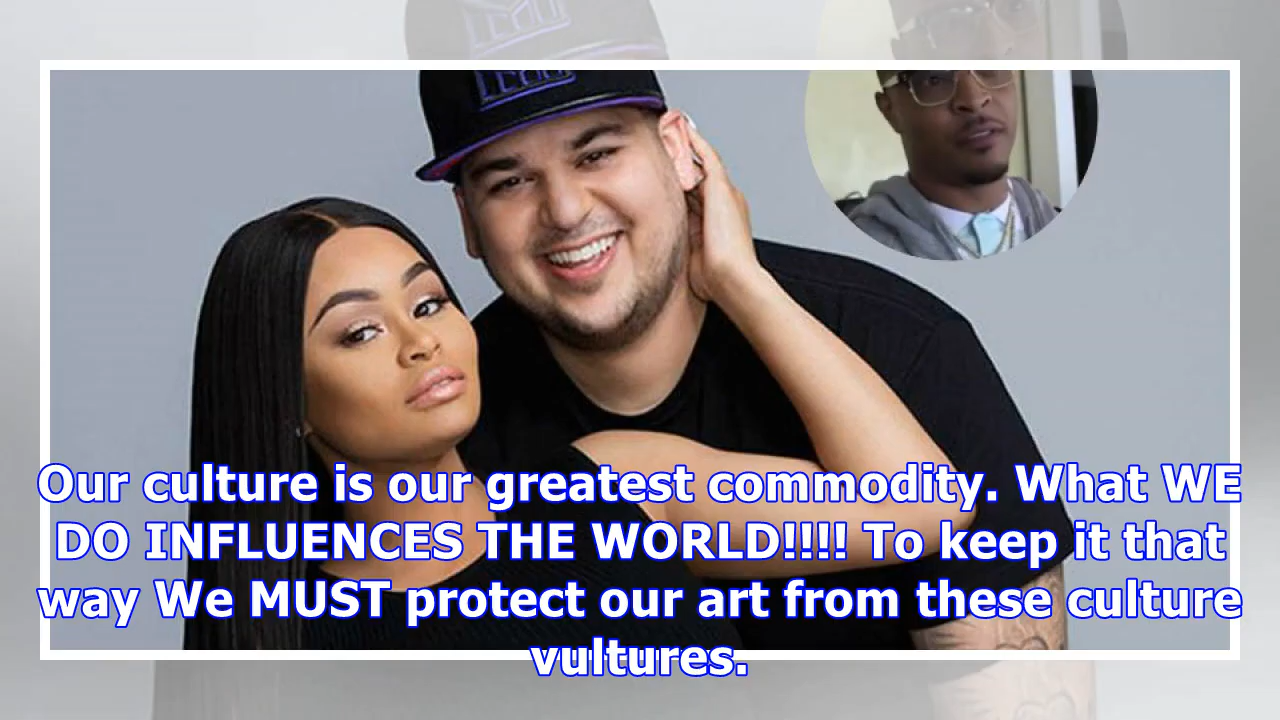 Our culture is our greatest commodity. What WE
DO INFLUENCES THE WORLD!!!! To keep it that
way We MUST protect our art from these culture
vultures.